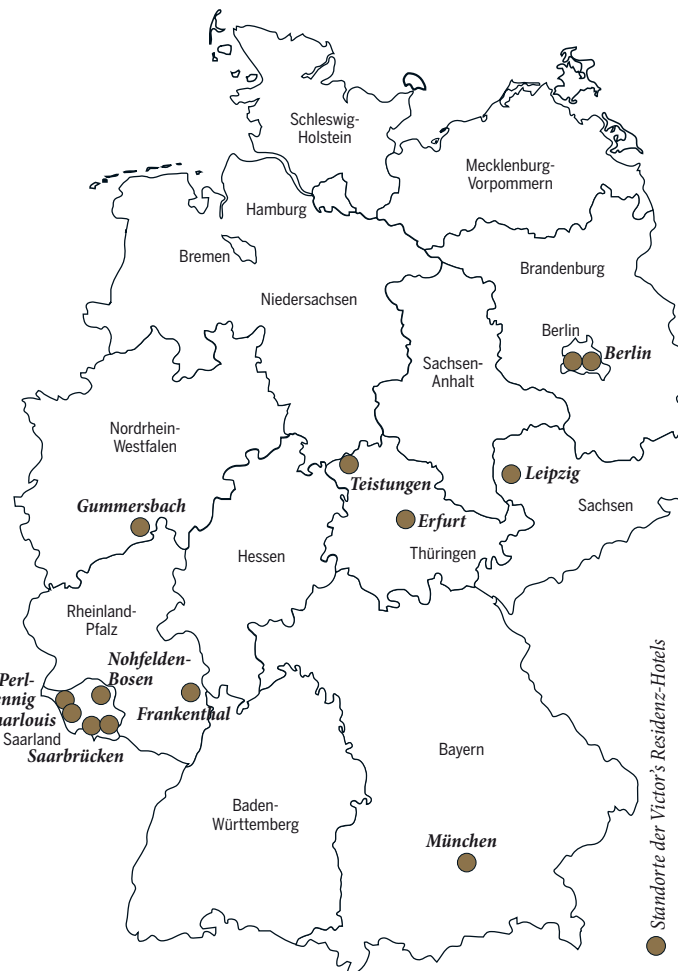 Schleswig-
Holstein
Mecklenburg-
Vorpommern
Hamburg
Bremen
Brandenburg
Niedersachsen
Berlin
Berlin
Sachsen-
Anhalt
Nordrhein-
Westfalen
Teistungen
Leipzig
Gummersbach
Sachsen
Erfurt
Hessen
Thüringen
Rheinland-
Pfalz
Nohfelden-
Bosen
Perl-
Frankenthal
Saarland
Saarbrücken
Bayern
Baden-
Württemberg
München
Standorte der Victor's Residenz-Hotels